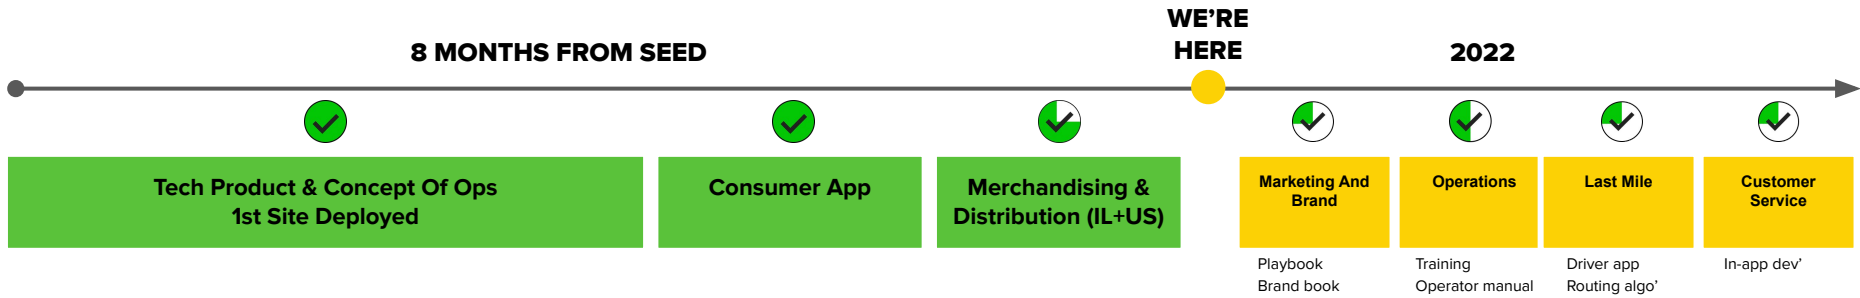 8 MONTHS FROM SEED
WE'RE
HERE
2022
Tech Product & Concept Of Ops
1st Site Deployed
Consumer App
Merchandising &
Distribution (IL+US)
Marketing And
Brand
Operations
Last Mile
Customer
Service
Playbook
Brand book
Training
Operator manual
Driver app
Routing algo'
In-app dev'